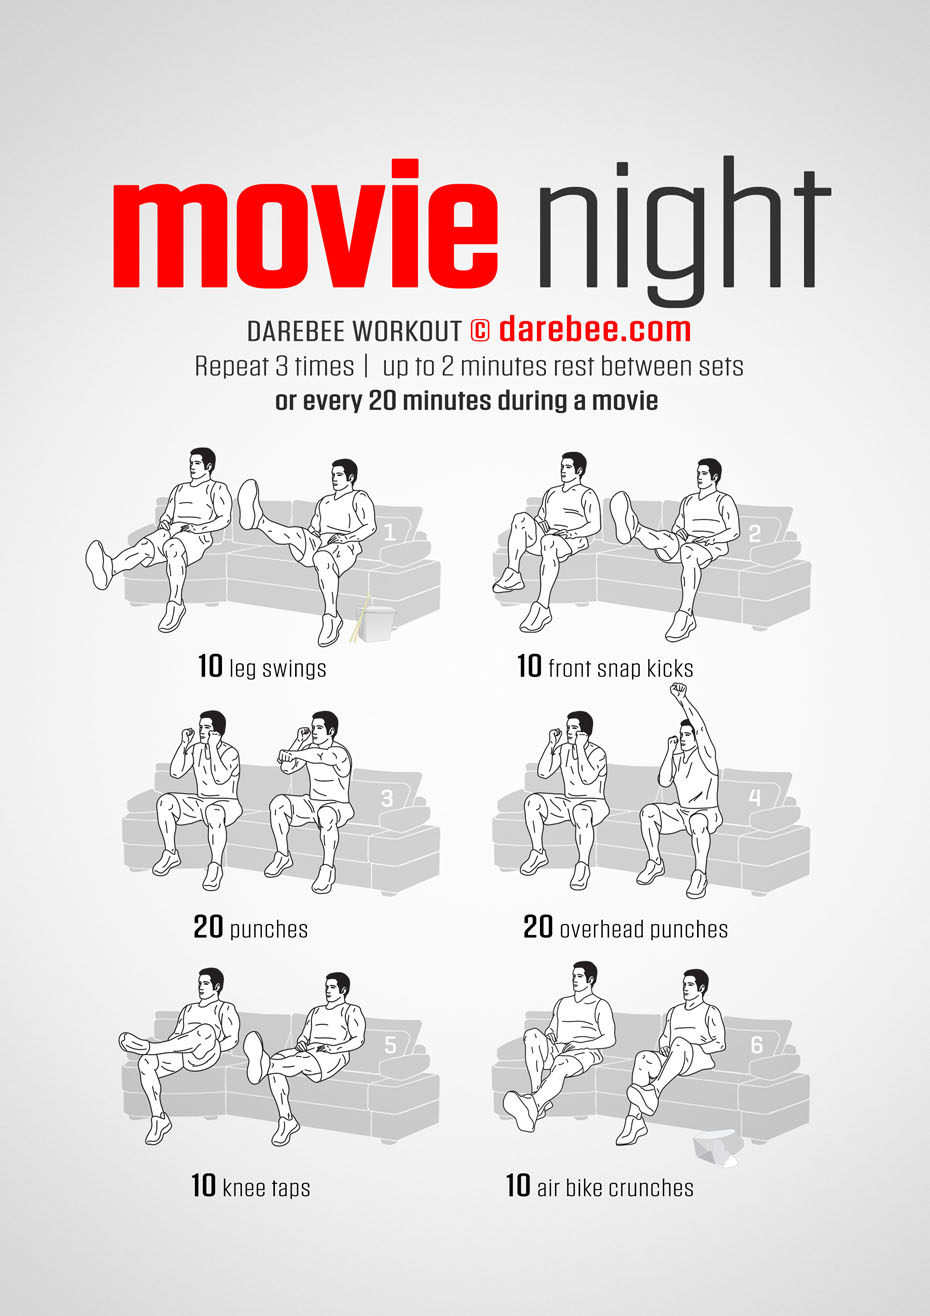 movie night
DAREBEE WORKOUT © darebee.com
Repeat 3 times | up to 2 minutes rest between sets
or every 20 minutes during a movie
1
2
10 leg swings
10 front snap kicks
3
4
20 punches
20 overhead punches
5
6
10 knee taps
10 air bike crunches